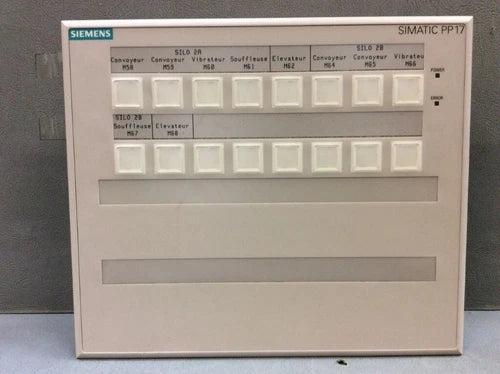 SIEMENS
SIMATIC PP17
SILO 2A
SILO 2B
Convoyeur Convoyeur Vibrateur Souffleuse Elevateur Convoyeur Convoyeur Vibrateu
M58 M59 M60 M61 M62 M64 M65 M66
POWER
ERROR
SILO 2B
Souffleuse Elevateur
M67 M68